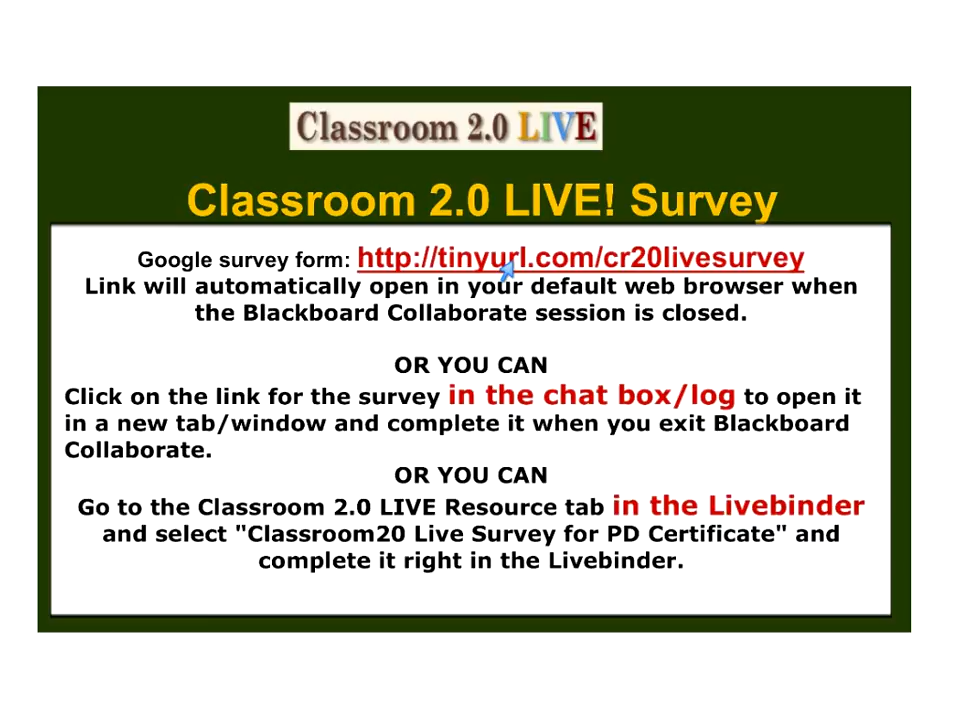 Classroom 2.0 LIVE
Classroom 2.0 LIVE! Survey
Google survey form: http://tinyurl.com/cr20livesurvey
Link will automatically open in your default web browser when
the Blackboard Collaborate session is closed.
OR YOU CAN
Click on the link for the survey in the chat box/log to open it
in a new tab/window and complete it when you exit Blackboard
Collaborate.
OR YOU CAN
Go to the Classroom 2.0 LIVE Resource tab in the Livebinder
and select "Classroom20 Live Survey for PD Certificate" and
complete it right in the Livebinder.